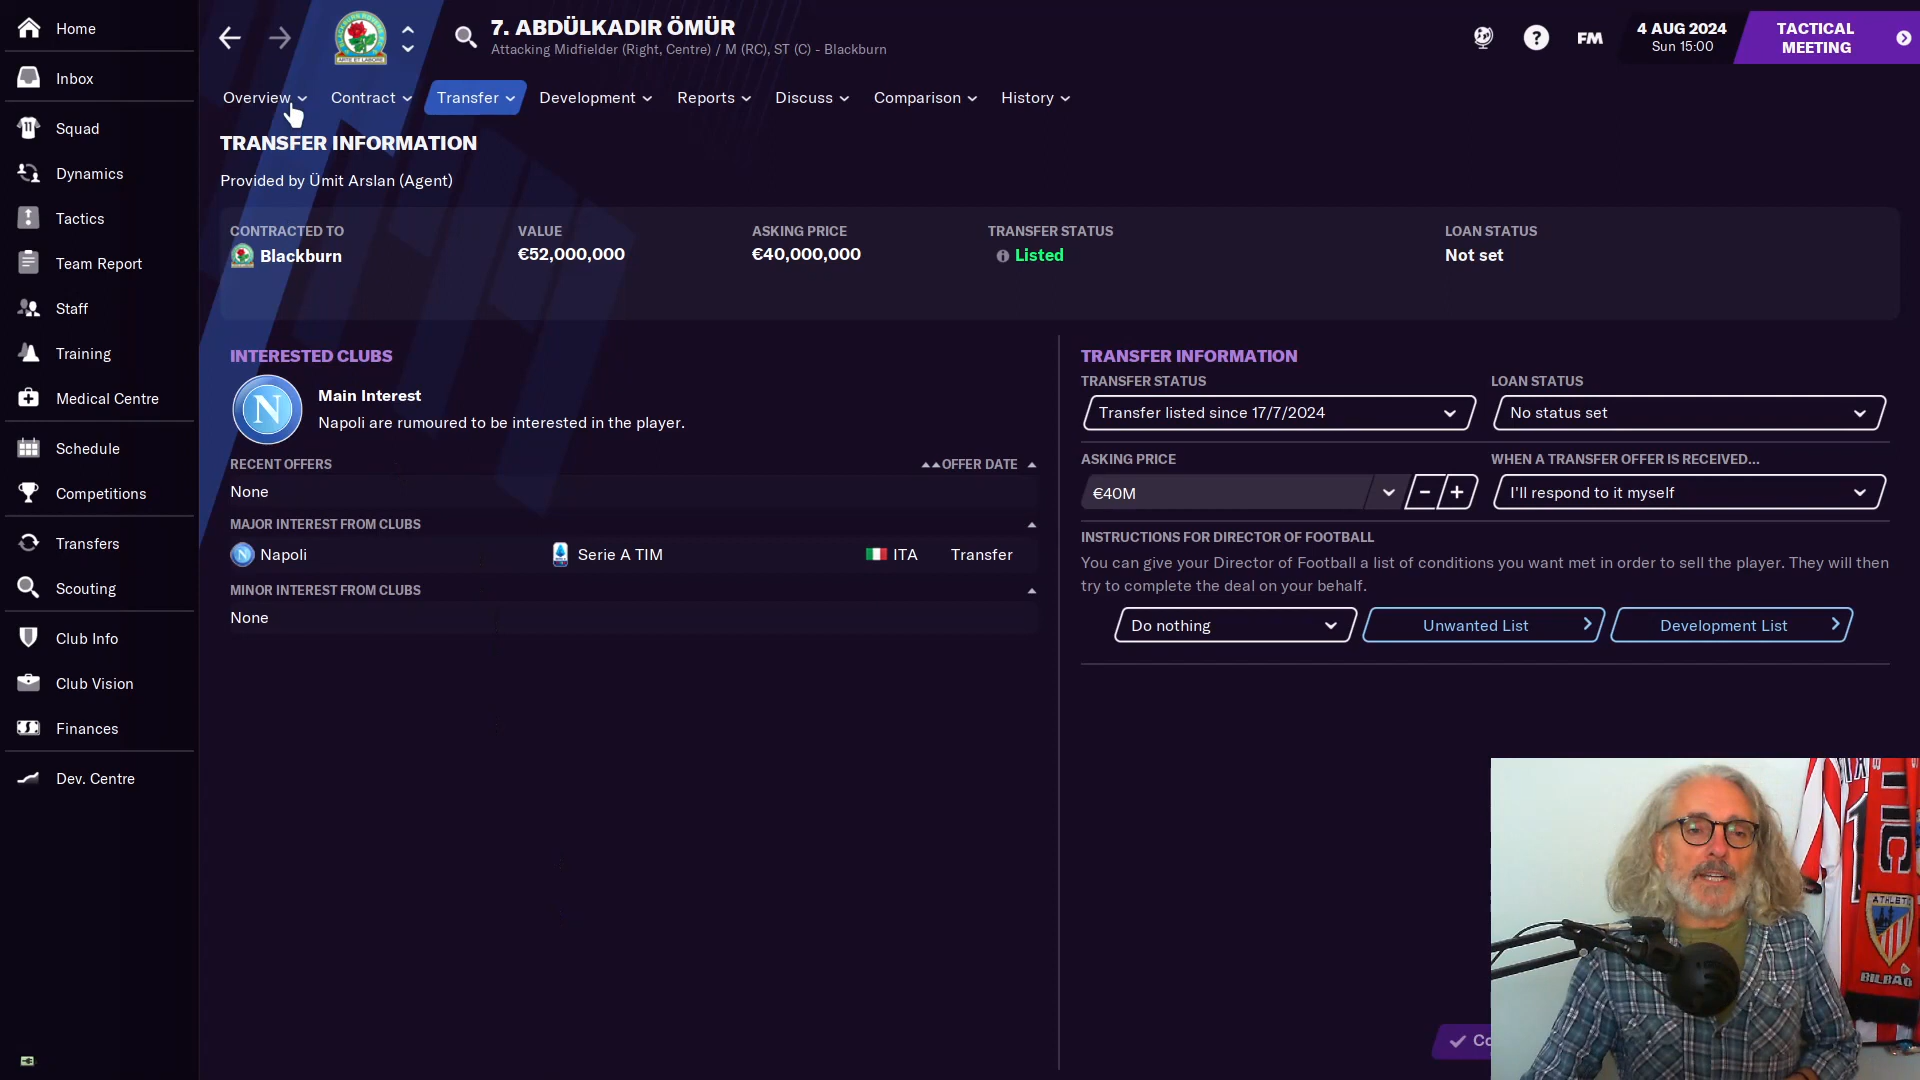 Home
Inbox
Squad
Dynamics
Tactics
Team Report
Staff
Training
Medical Centre
Schedule
Competitions
Transfers
Scouting
Club Info
Club Vision
Finances
Dev. Centre
7. ABDÜLKADIR ÖMÜR
Attacking Midfielder (Right, Centre) / M (RC), ST (C) - Blackburn
FM
4 AUG 2024
Sun 15:00
TACTICAL
MEETING
Overview
Contract
Transfer
Development
Reports
Discuss
Comparison
History
TRANSFER INFORMATION
Provided by Ümit Arslan (Agent)
CONTRACTED TO
Blackburn
VALUE
€52,000,000
ASKING PRICE
€40,000,000
TRANSFER STATUS
Listed
LOAN STATUS
Not set
INTERESTED CLUBS
Main Interest
Napoli are rumoured to be interested in the player.
RECENT OFFERS
OFFER DATE
None
MAJOR INTEREST FROM CLUBS
Napoli
Serie A TIM
ITA
Transfer
MINOR INTEREST FROM CLUBS
None
TRANSFER INFORMATION
TRANSFER STATUS
Transfer listed since 17/7/2024
LOAN STATUS
No status set
ASKING PRICE
€40M
WHEN A TRANSFER OFFER IS RECEIVED...
I'll respond to it myself
INSTRUCTIONS FOR DIRECTOR OF FOOTBALL
You can give your Director of Football a list of conditions you want met in order to sell the player. They will then
try to complete the deal on your behalf.
Do nothing
Unwanted List
Development List
Co
ATHLETIC
BILBAO